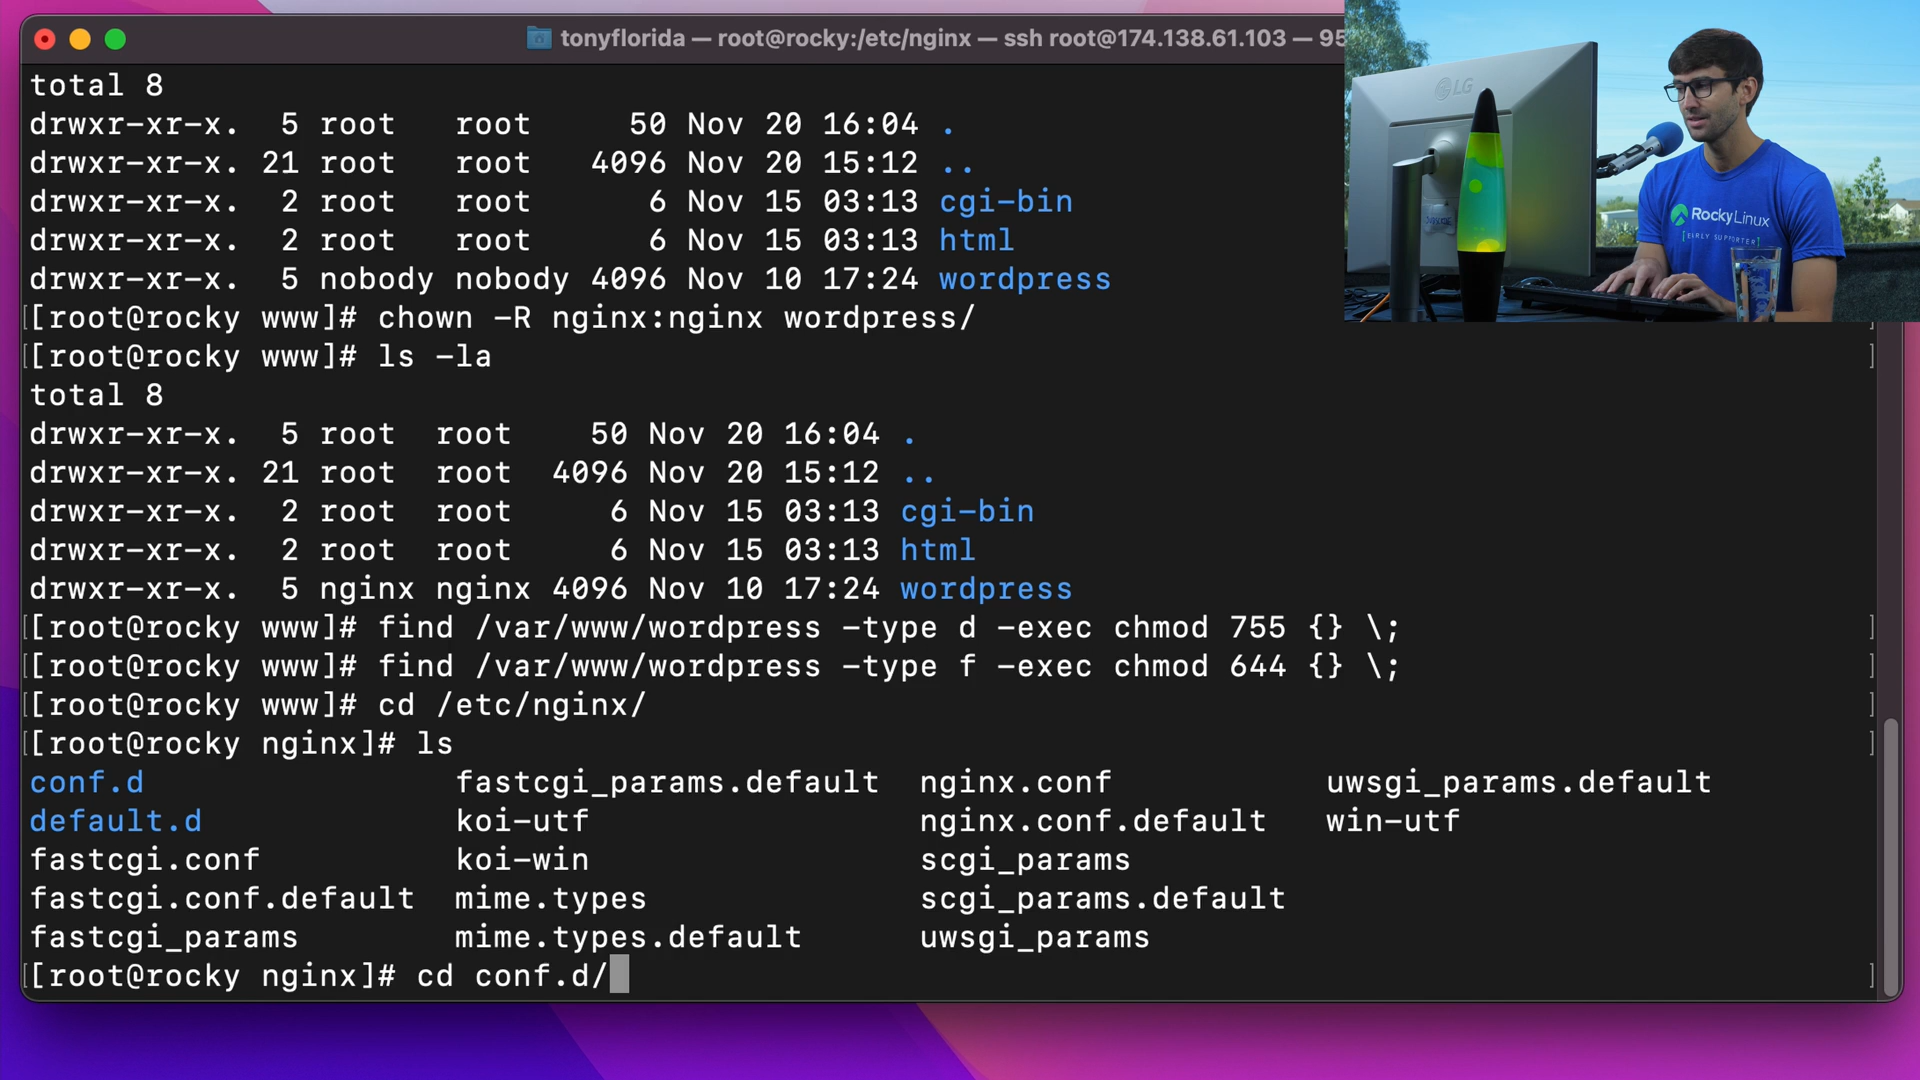 tonyflorida — root@rocky:/etc/nginx — ssh root@174.138.61.103 — 95
total 8
drwxr-xr-x.  5 root   root     50 Nov 20 16:04 .
drwxr-xr-x. 21 root   root   4096 Nov 20 15:12 ..
drwxr-xr-x.  2 root   root      6 Nov 15 03:13 cgi-bin
drwxr-xr-x.  2 root   root      6 Nov 15 03:13 html
drwxr-xr-x.  5 nobody nobody 4096 Nov 10 17:24 wordpress
[[root@rocky www]# chown -R nginx:nginx wordpress/ ]
[[root@rocky www]# ls -la ]
total 8
drwxr-xr-x.  5 root  root    50 Nov 20 16:04 .
drwxr-xr-x. 21 root  root  4096 Nov 20 15:12 ..
drwxr-xr-x.  2 root  root     6 Nov 15 03:13 cgi-bin
drwxr-xr-x.  2 root  root     6 Nov 15 03:13 html
drwxr-xr-x.  5 nginx nginx 4096 Nov 10 17:24 wordpress
[[root@rocky www]# find /var/www/wordpress -type d -exec chmod 755 {} \; ]
[[root@rocky www]# find /var/www/wordpress -type f -exec chmod 644 {} \; ]
[[root@rocky www]# cd /etc/nginx/ ]
[[root@rocky nginx]# ls ]
conf.d fastcgi_params.default nginx.conf uwsgi_params.default
default.d koi-utf nginx.conf.default win-utf
fastcgi.conf koi-win scgi_params
fastcgi.conf.default mime.types scgi_params.default
fastcgi_params mime.types.default uwsgi_params
[[root@rocky nginx]# cd conf.d/ ]
LG
Rocky Linux
[EARLY SUPPORTER]